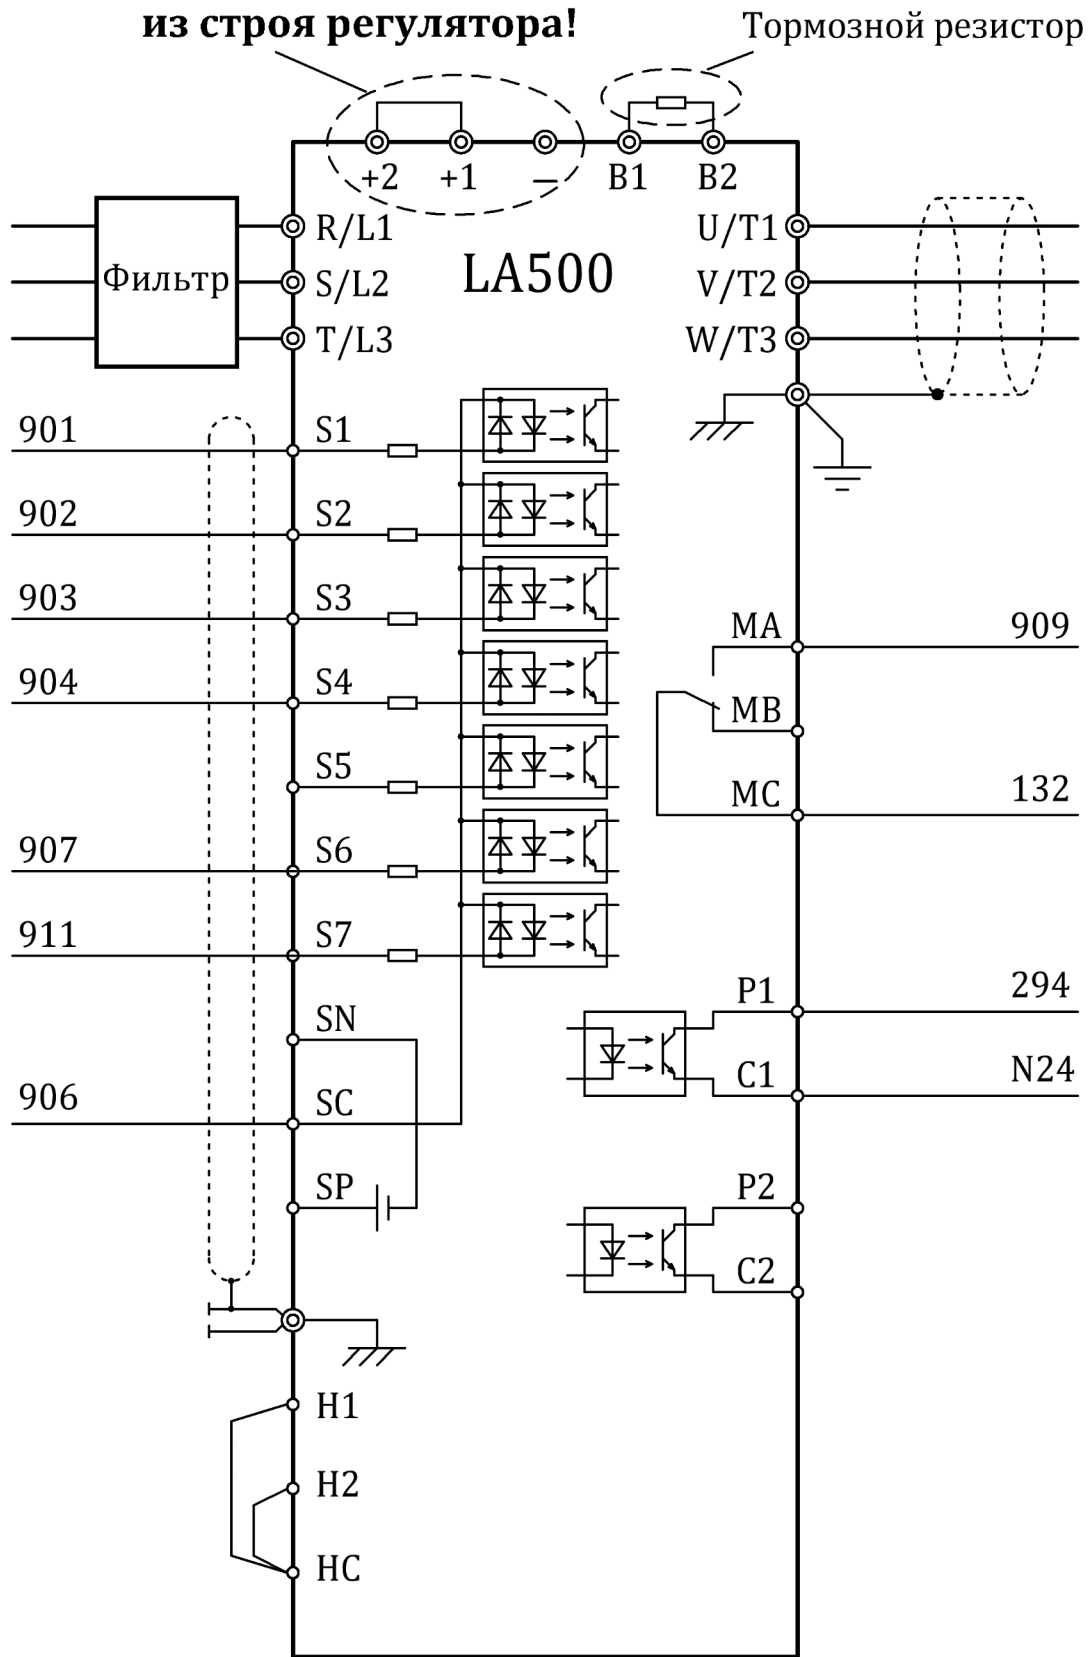 из строя регулятора!
Тормозной резистор
+2 +1 − B1 B2
R/L1 U/T1
Фильтр S/L2 LA500 V/T2
T/L3 W/T3
901 S1
902 S2
903 S3 MA 909
904 S4 MB
S5 MC 132
907 S6
911 S7
P1 294
SN
C1 N24
906 SC
SP P2
C2
H1
H2
HC